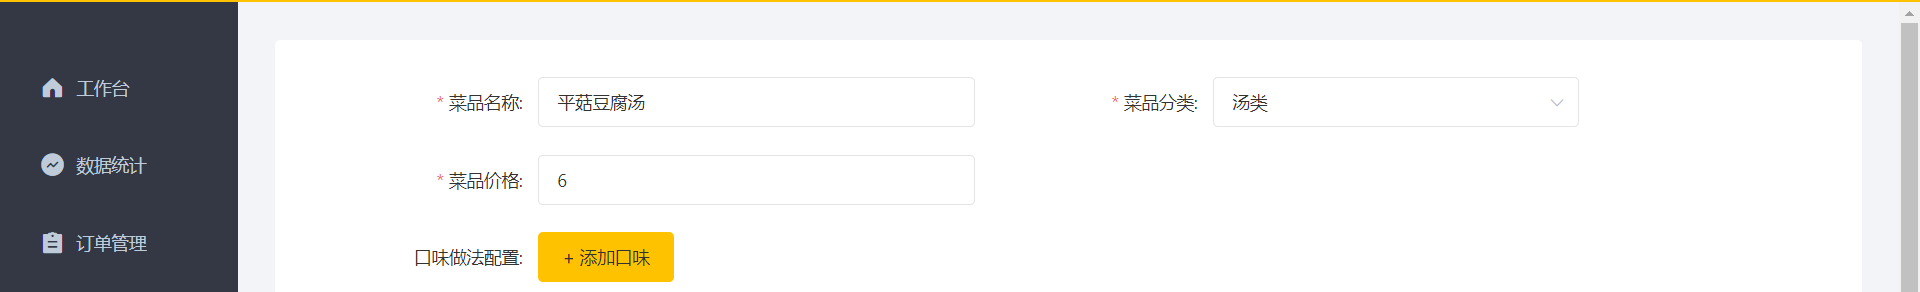 工作台
数据统计
订单管理
* 菜品名称: 平菇豆腐汤
* 菜品分类: 汤类
* 菜品价格: 6
口味做法配置: + 添加口味